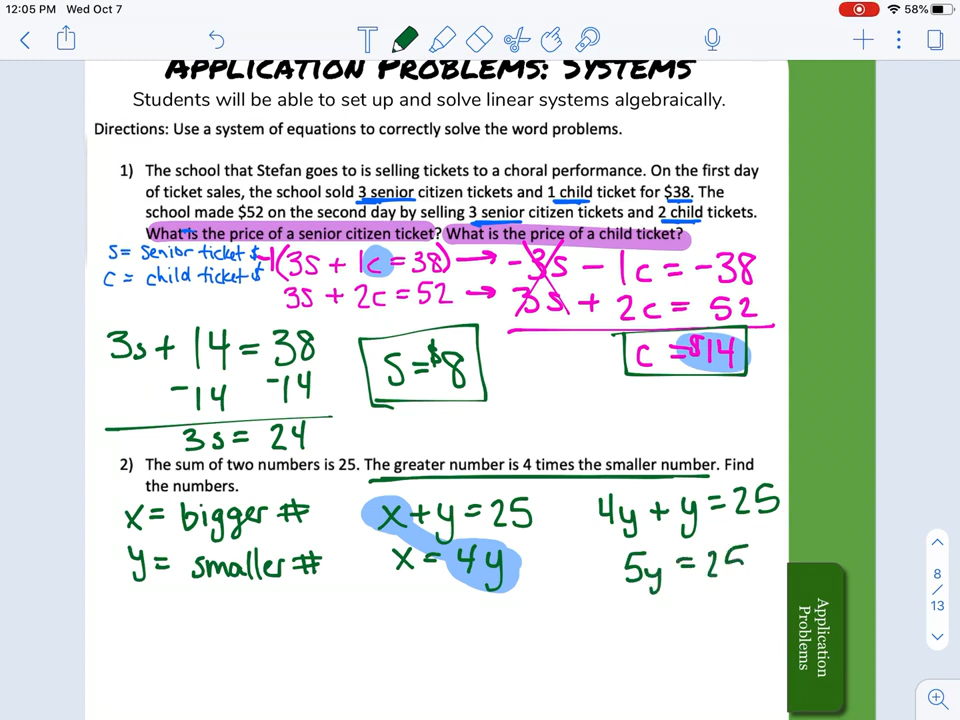 12:05 PM Wed Oct 7
58%
APPLICATION PROBLEMS: SYSTEMS
Students will be able to set up and solve linear systems algebraically.
Directions: Use a system of equations to correctly solve the word problems.
1) The school that Stefan goes to is selling tickets to a choral performance. On the first day
of ticket sales, the school sold 3 senior citizen tickets and 1 child ticket for $38. The
school made $52 on the second day by selling 3 senior citizen tickets and 2 child tickets.
What is the price of a senior citizen ticket? What is the price of a child ticket?
S = senior ticket $
C = child ticket $
-1(3s + 1c = 38) → -3s - 1c = -38
3s + 2c = 52 → 3s + 2c = 52
c = $14
3s + 14 = 38
-14 -14
3s = 24
S = $8
2) The sum of two numbers is 25. The greater number is 4 times the smaller number. Find
the numbers.
x = bigger #
y = smaller #
x + y = 25
x = 4y
4y + y = 25
5y = 25
8
/
13
Application
Problems